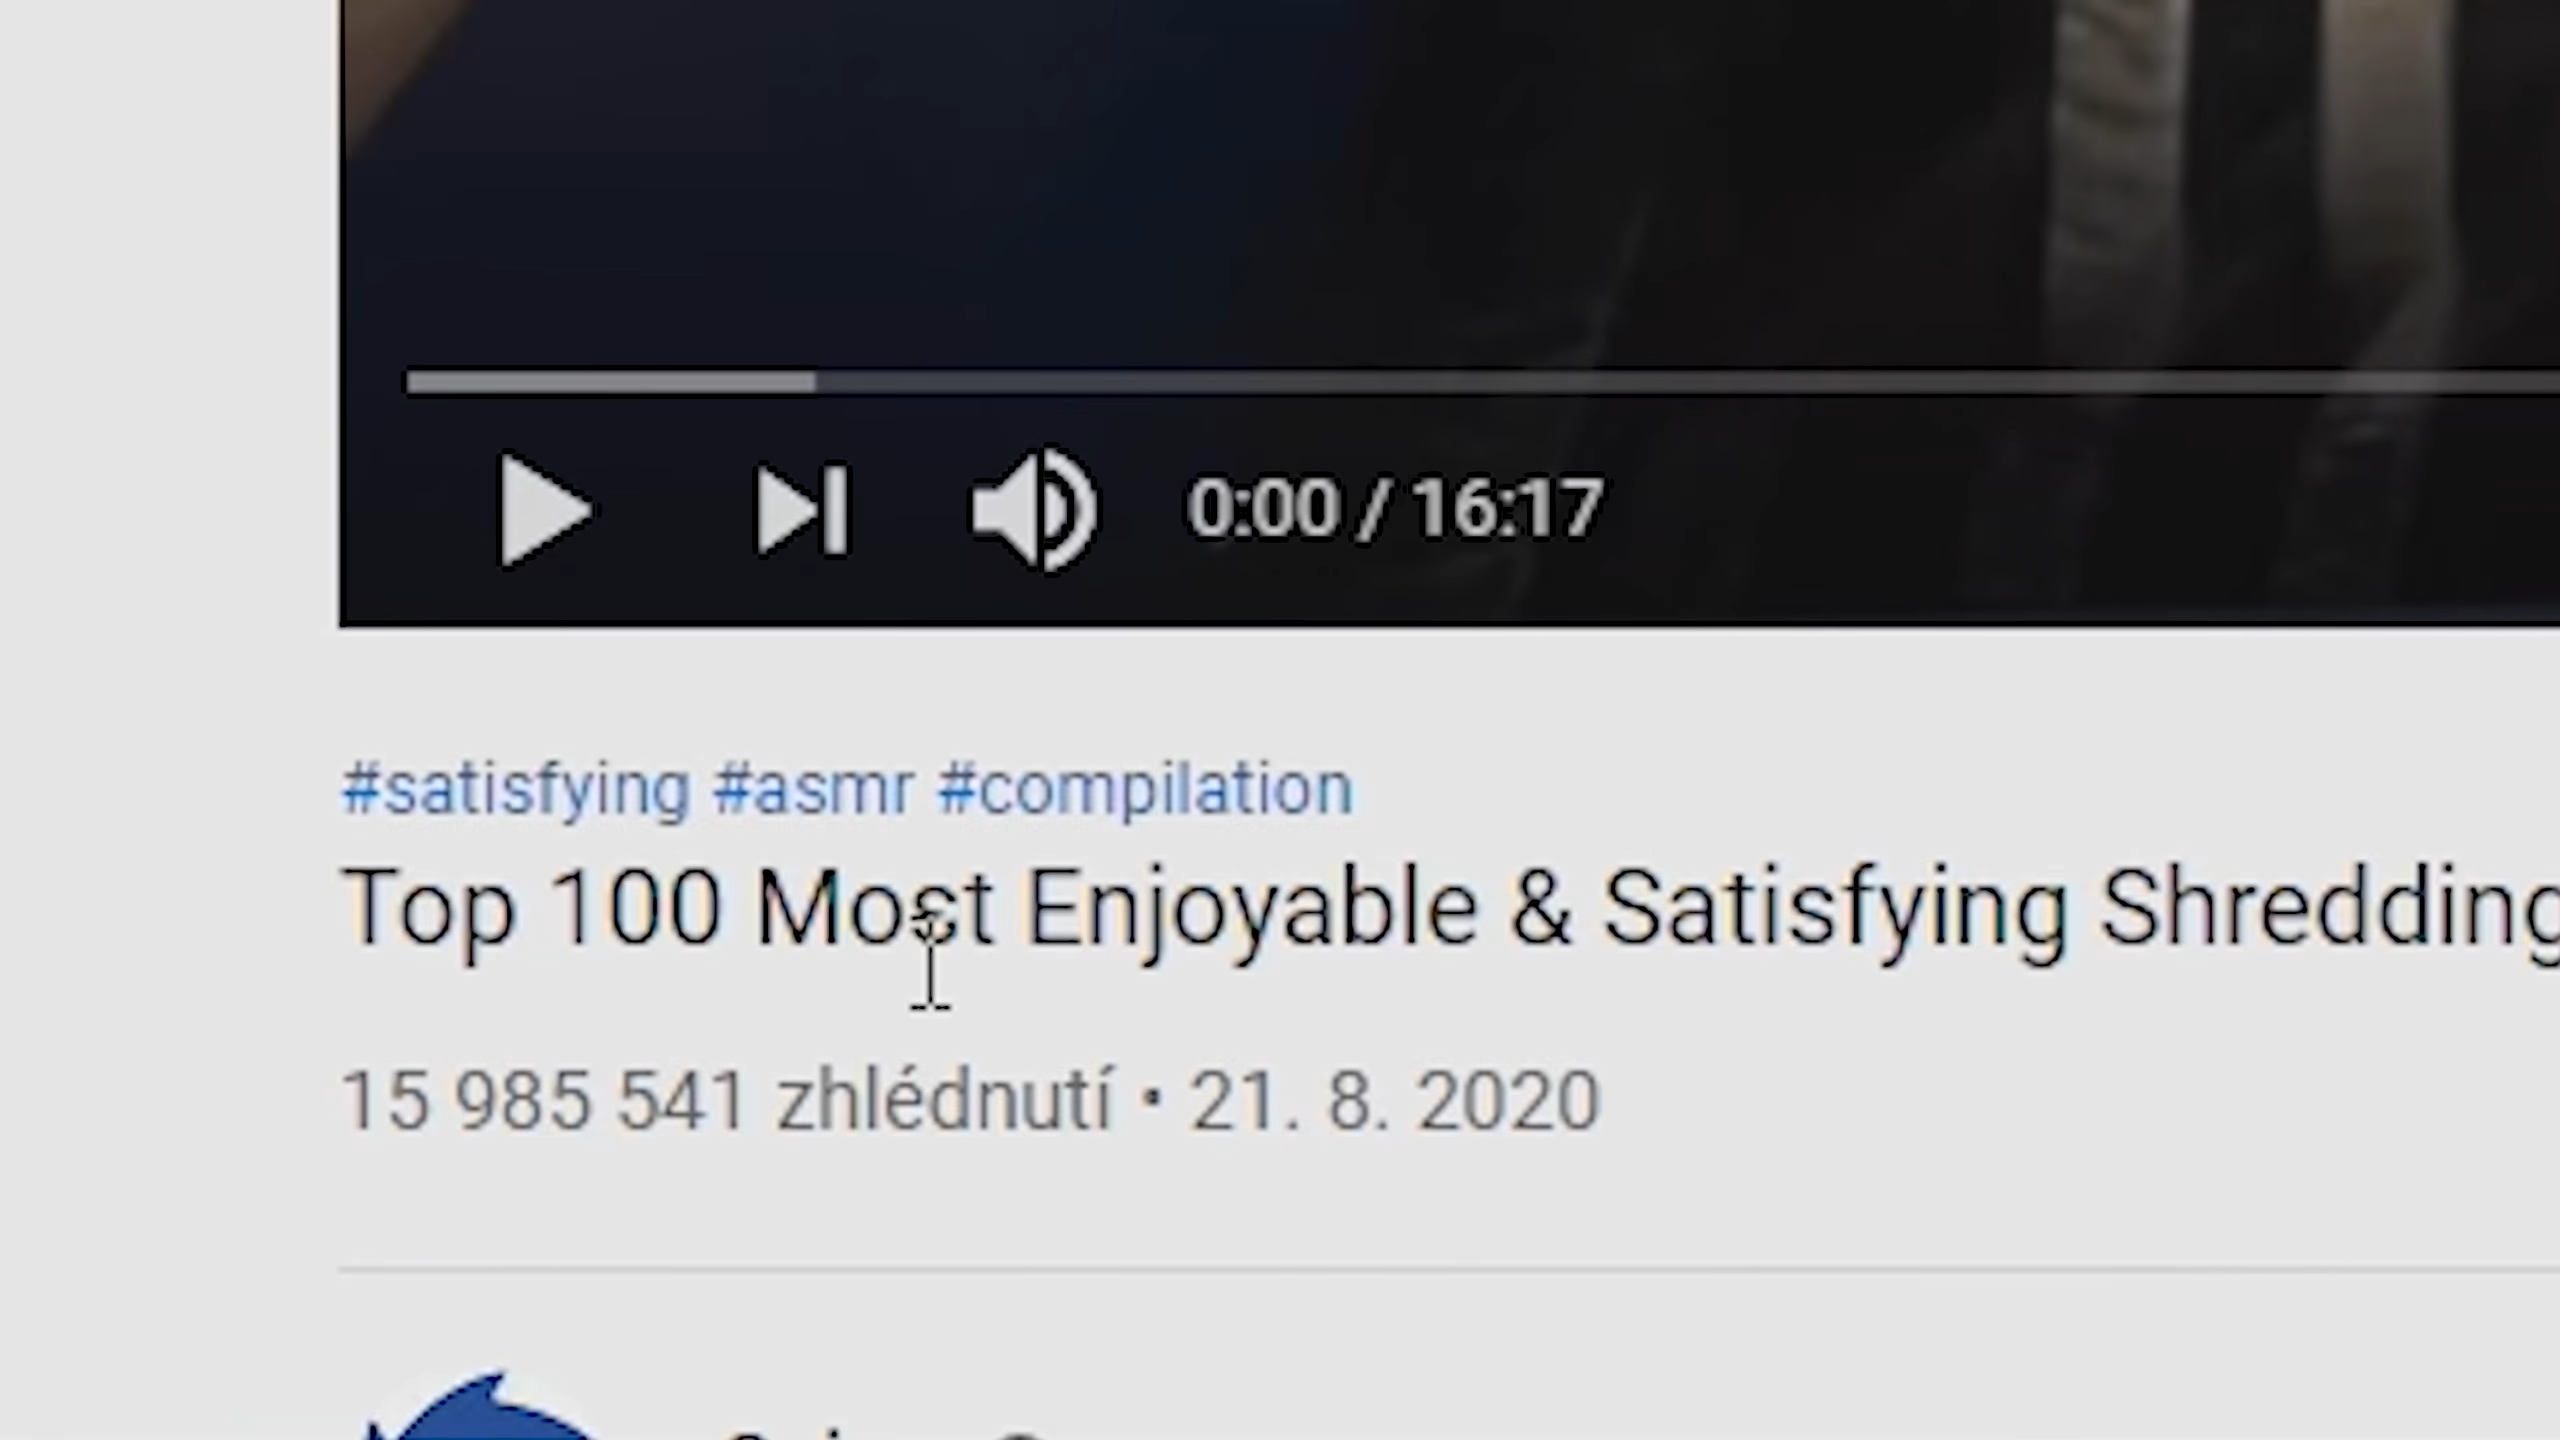 0:00 / 16:17
#satisfying #asmr #compilation
Top 100 Most Enjoyable & Satisfying Shredding
15 985 541 zhlédnutí • 21. 8. 2020